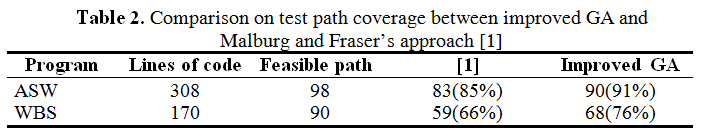 Table 2. Comparison on test path coverage between improved GA and
Malburg and Fraser's approach [1]
Program Lines of code Feasible path [1] Improved GA
ASW 308 98 83(85%) 90(91%)
WBS 170 90 59(66%) 68(76%)